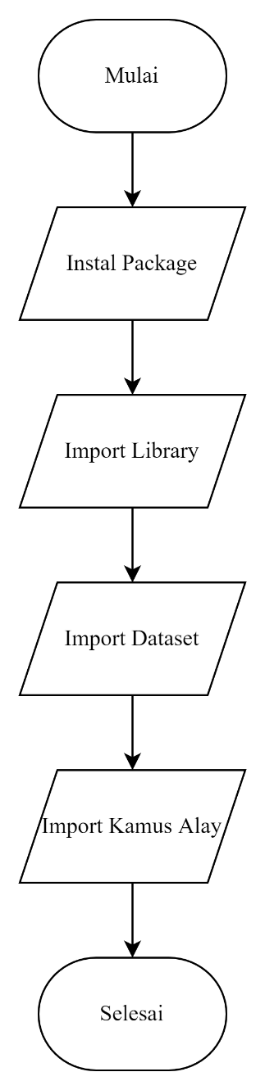 Mulai
Instal Package
Import Library
Import Dataset
Import Kamus Alay
Selesai